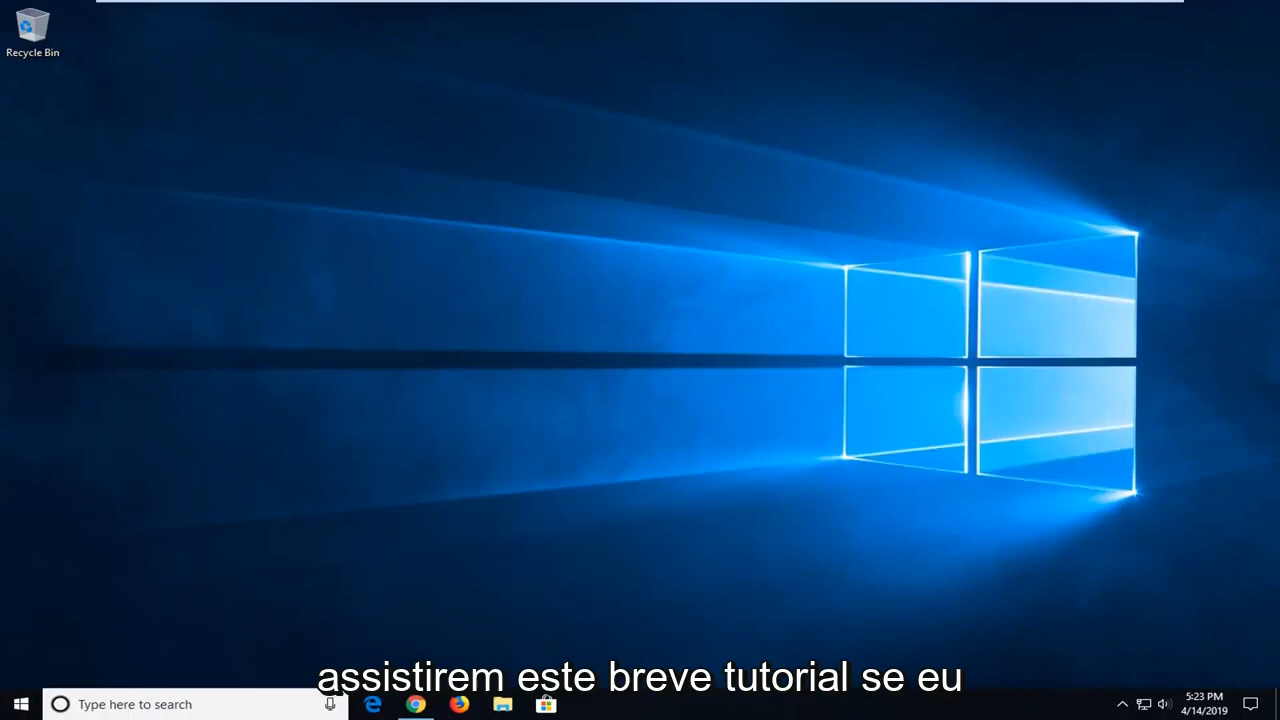 Recycle Bin
assistirem este breve tutorial se eu
Type here to search
5:23 PM
4/14/2019